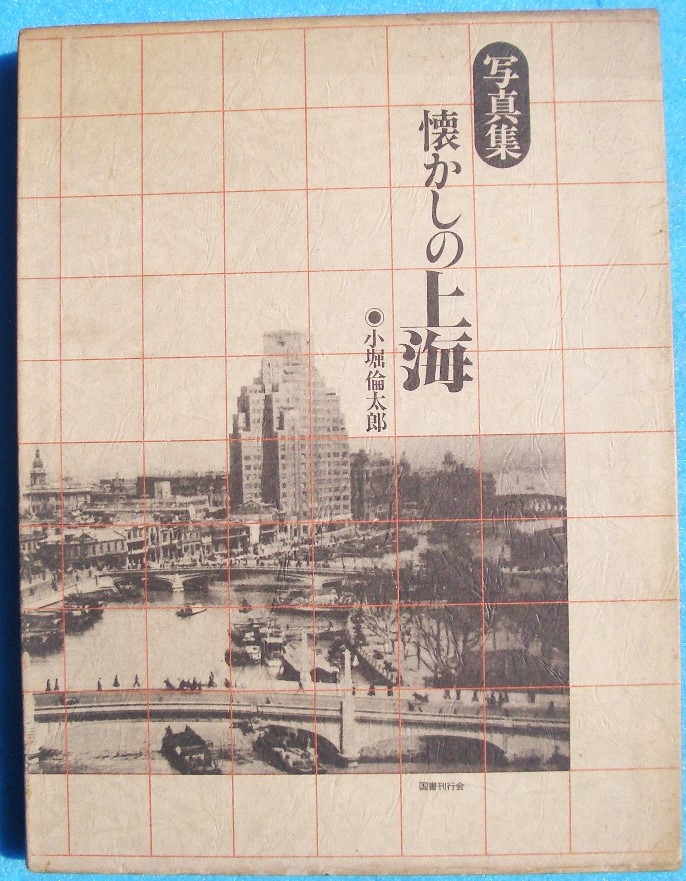 写真集
懐かしの上海
◉小堀倫太郎
国書刊行会